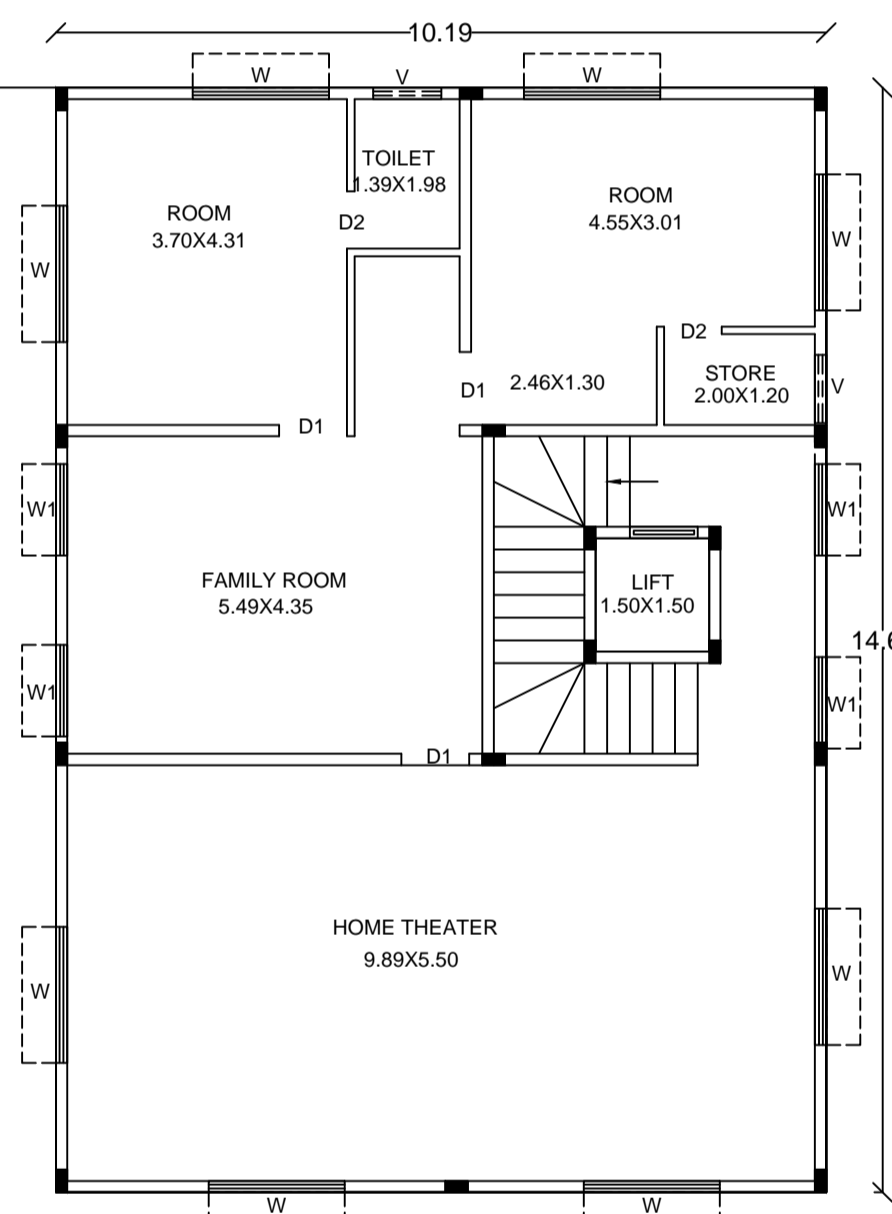 10.19
W
V
W
TOILET
1.39X1.98
ROOM
4.55X3.01
ROOM
3.70X4.31
D2
W
W
D2
STORE
2.00X1.20
2.46X1.30
D1
V
D1
W1
W1
FAMILY ROOM
5.49X4.35
LIFT
1.50X1.50
14.6
W1
W1
D1
HOME THEATER
9.89X5.50
W
W
W
W